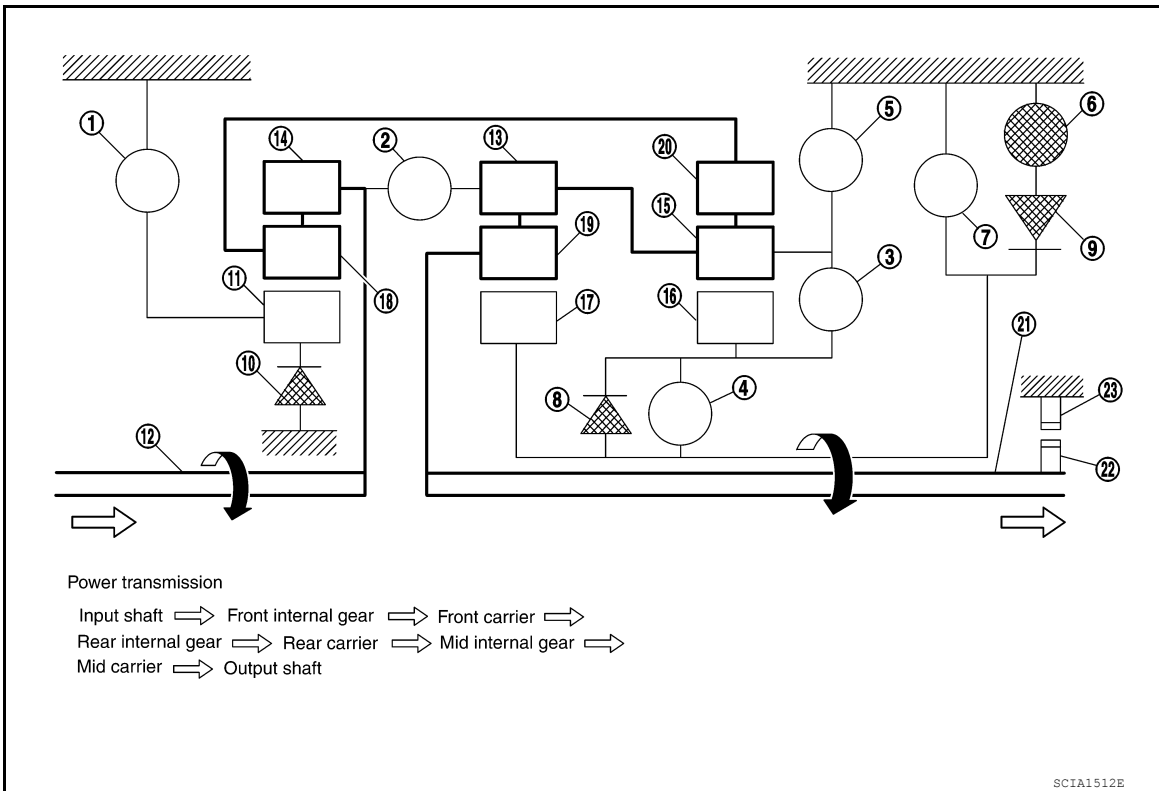 ① ⑭ ② ⑬ ⑳ ⑤ ⑥
⑮ ⑦ ⑨
⑪ ⑱ ⑲ ⑰ ⑯ ③
⑩ ⑧ ④ ㉑
⑫ ㉓
㉒
Power transmission
Input shaft ⇨ Front internal gear ⇨ Front carrier ⇨
Rear internal gear ⇨ Rear carrier ⇨ Mid internal gear ⇨
Mid carrier ⇨ Output shaft
SCIA1512E